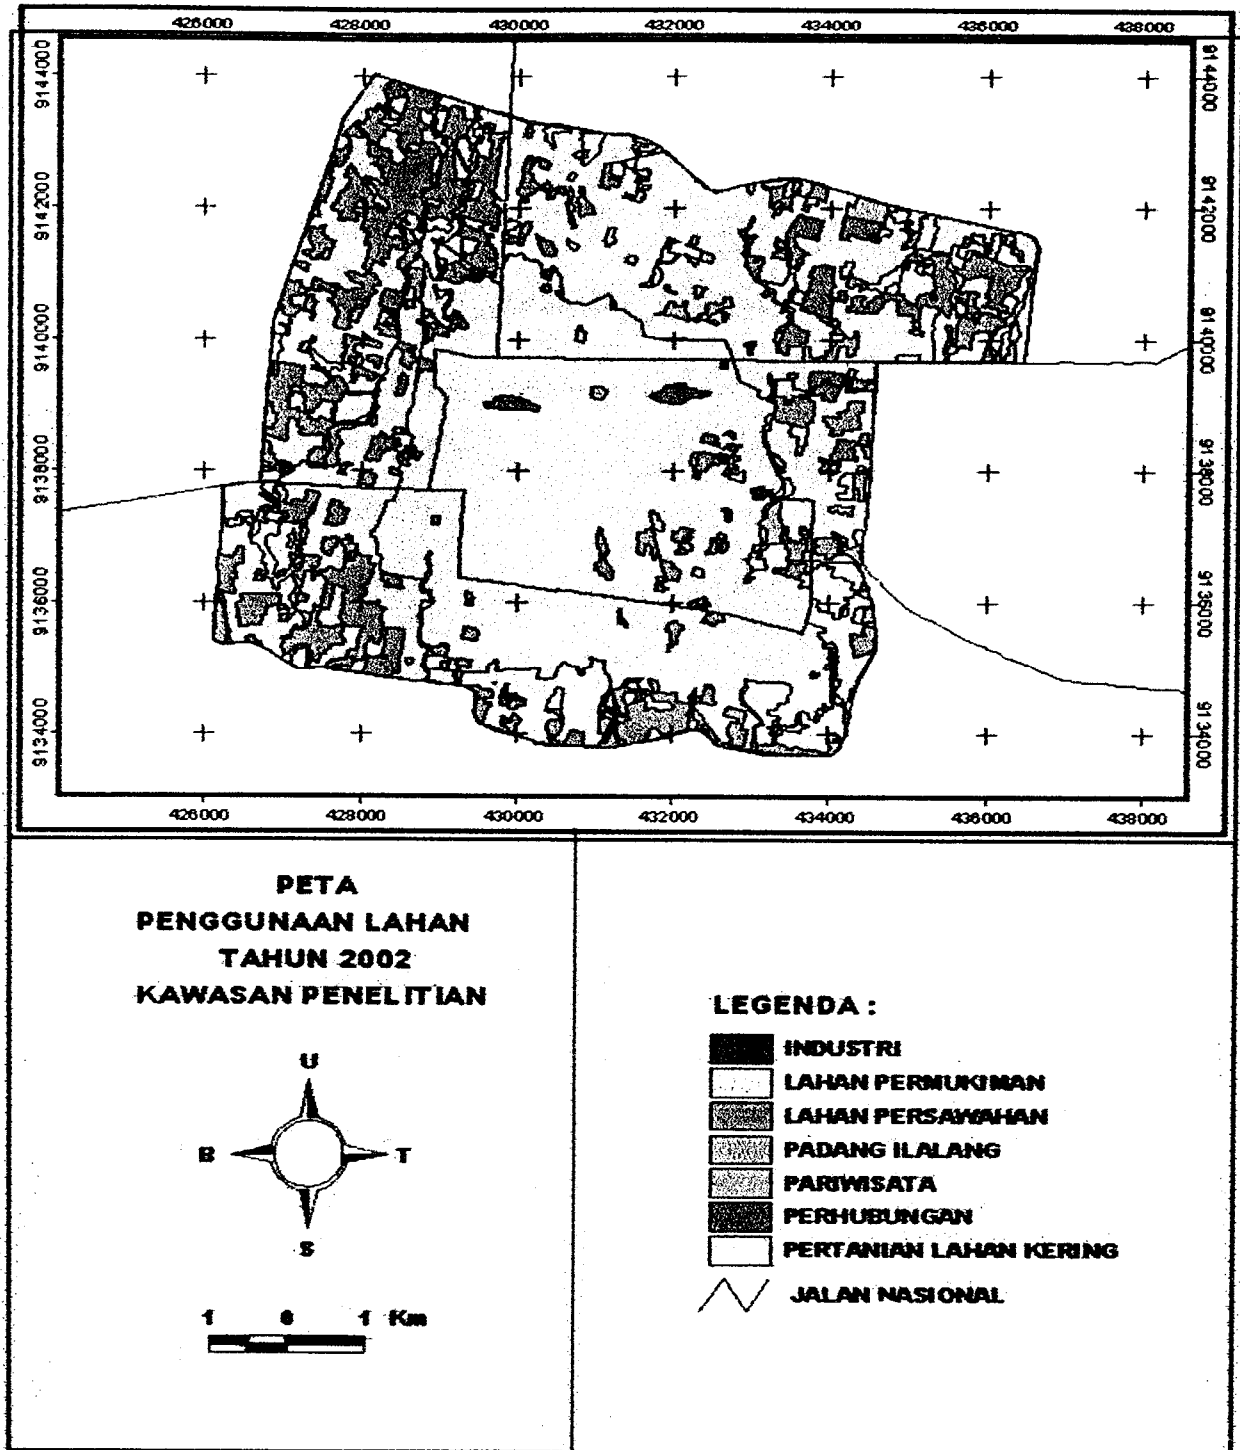 426000 428000 430000 432000 434000 436000 438000
9144000 9144000
9142000 9142000
9140000 9140000
9138000 9138000
9136000 9136000
9134000 9134000
426000 428000 430000 432000 434000 436000 438000
PETA
PENGGUNAAN LAHAN
TAHUN 2002
KAWASAN PENELITIAN
U
B T
S
1 0 1 Km
LEGENDA :
INDUSTRI
LAHAN PERMUKIMAN
LAHAN PERSAWAHAN
PADANG ILALANG
PARIWISATA
PERHUBUNGAN
PERTANIAN LAHAN KERING
JALAN NASIONAL